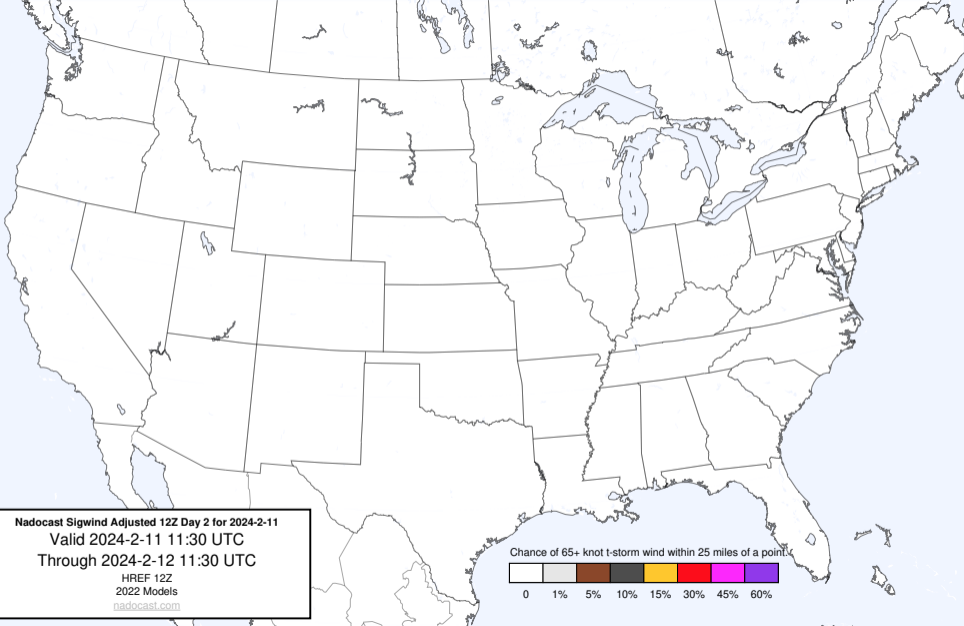 Nadocast Sigwind Adjusted 12Z Day 2 for 2024-2-11
Valid 2024-2-11 11:30 UTC
Through 2024-2-12 11:30 UTC
HREF 12Z
2022 Models
nadocast.com
Chance of 65+ knot t-storm wind within 25 miles of a point.
0 1% 5% 10% 15% 30% 45% 60%